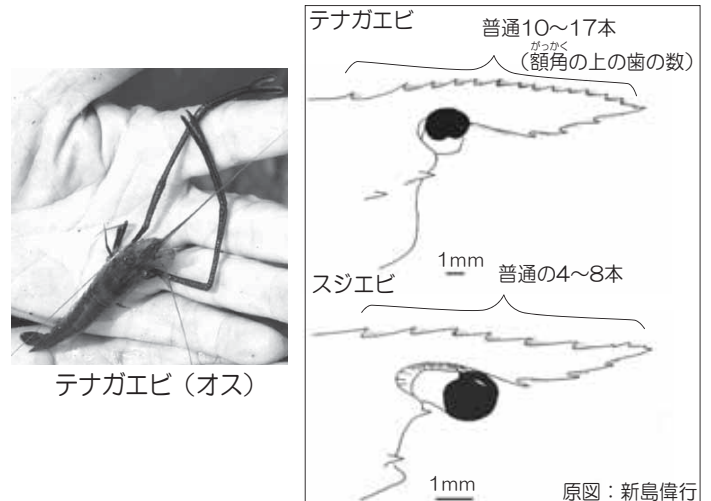 テナガエビ
普通10〜17本
がっかく
（額角の上の歯の数）
1mm
スジエビ
普通の4〜8本
1mm
原図：新島偉行
テナガエビ（オス）